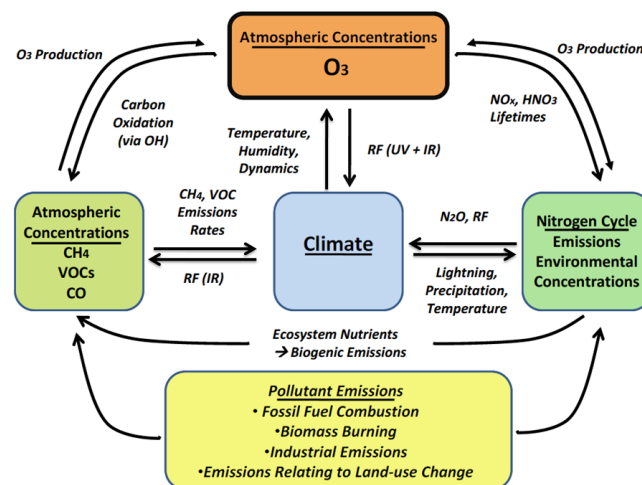 Atmospheric Concentrations
O₃
O₃ Production
O₃ Production
Carbon
Oxidation
(via OH)
Temperature,
Humidity,
Dynamics
RF (UV + IR)
NOₓ, HNO₃
Lifetimes
Atmospheric
Concentrations
CH₄
VOCs
CO
CH₄, VOC
Emissions
Rates
RF (IR)
Climate
N₂O, RF
Lightning,
Precipitation,
Temperature
Nitrogen Cycle
Emissions
Environmental
Concentrations
Ecosystem Nutrients
→ Biogenic Emissions
Pollutant Emissions
• Fossil Fuel Combustion
• Biomass Burning
• Industrial Emissions
• Emissions Relating to Land-use Change